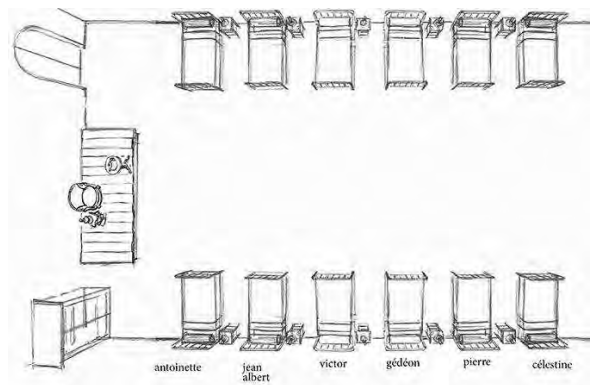 antoinette
jean
albert
victor
gédéon
pierre
célestine